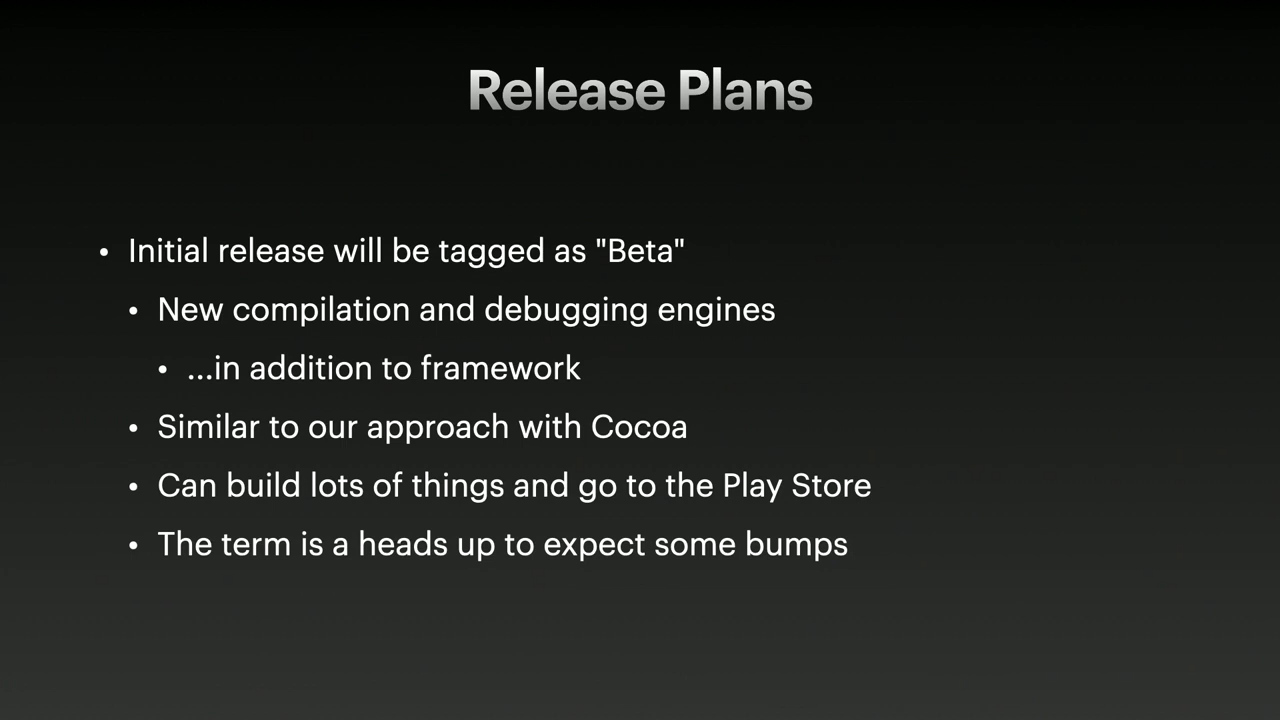 Release Plans
• Initial release will be tagged as "Beta"
• New compilation and debugging engines
• ...in addition to framework
• Similar to our approach with Cocoa
• Can build lots of things and go to the Play Store
• The term is a heads up to expect some bumps